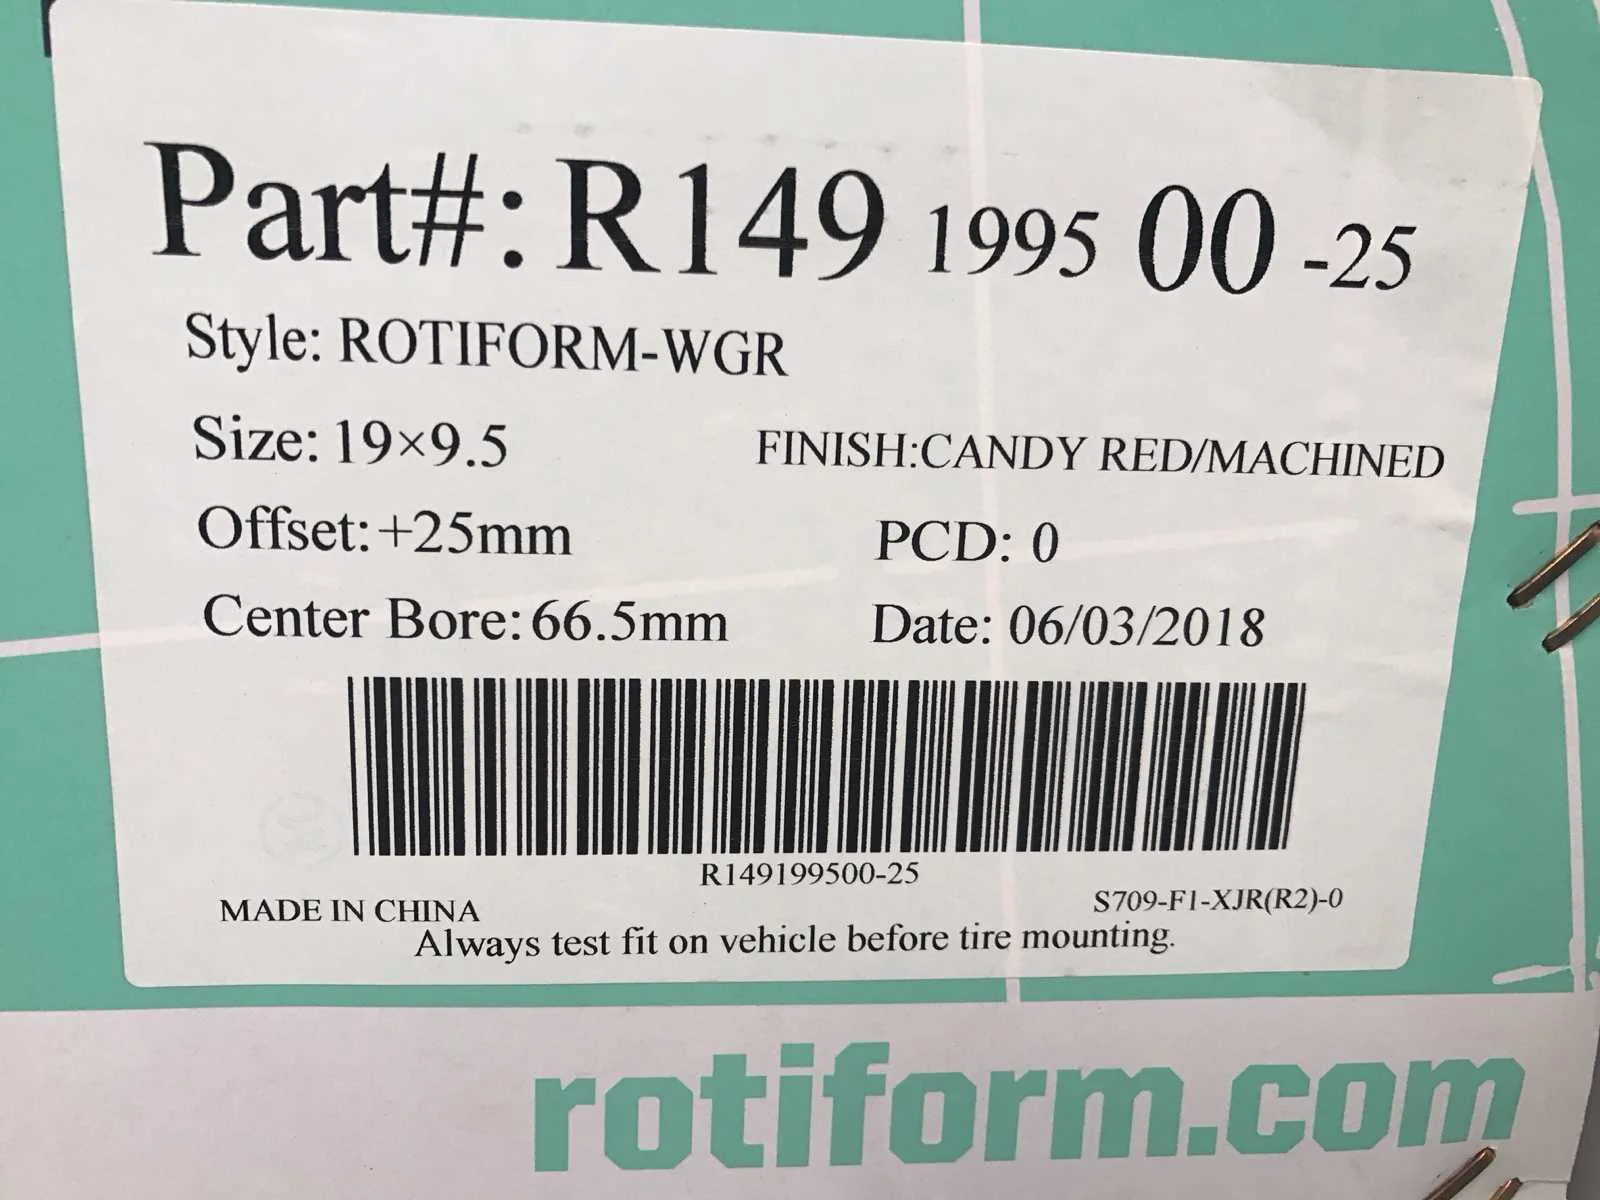 Part#: R149 1995 00 -25
Style: ROTIFORM-WGR
Size: 19×9.5 FINISH:CANDY RED/MACHINED
Offset: +25mm PCD: 0
Center Bore: 66.5mm Date: 06/03/2018
R149199500-25
MADE IN CHINA S709-F1-XJR(R2)-0
Always test fit on vehicle before tire mounting.
rotiform.com